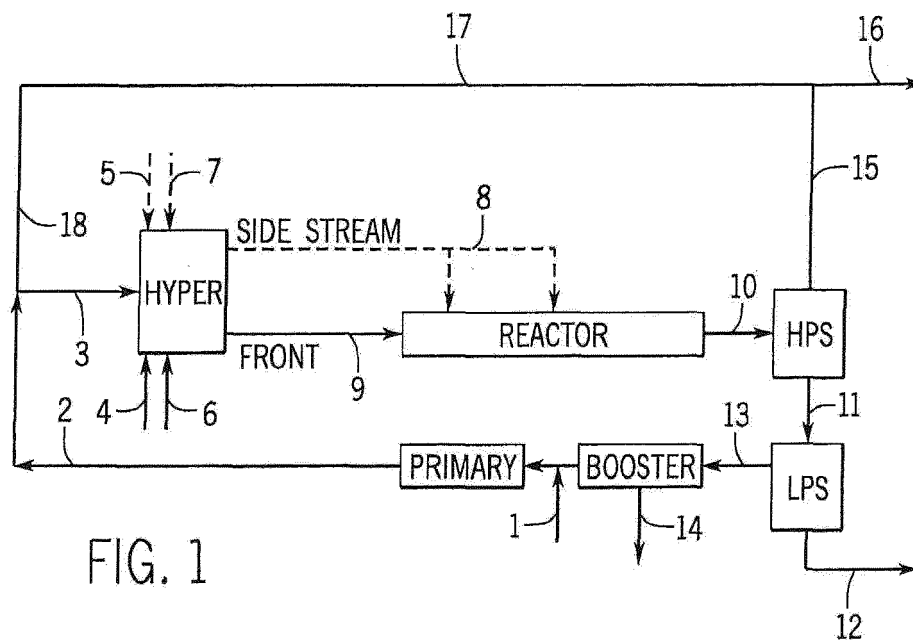 17
16
5
7
15
8
18
SIDE STREAM
HYPER
10
3
REACTOR
HPS
FRONT
9
4
6
11
2
13
PRIMARY
BOOSTER
LPS
1
14
FIG. 1
12